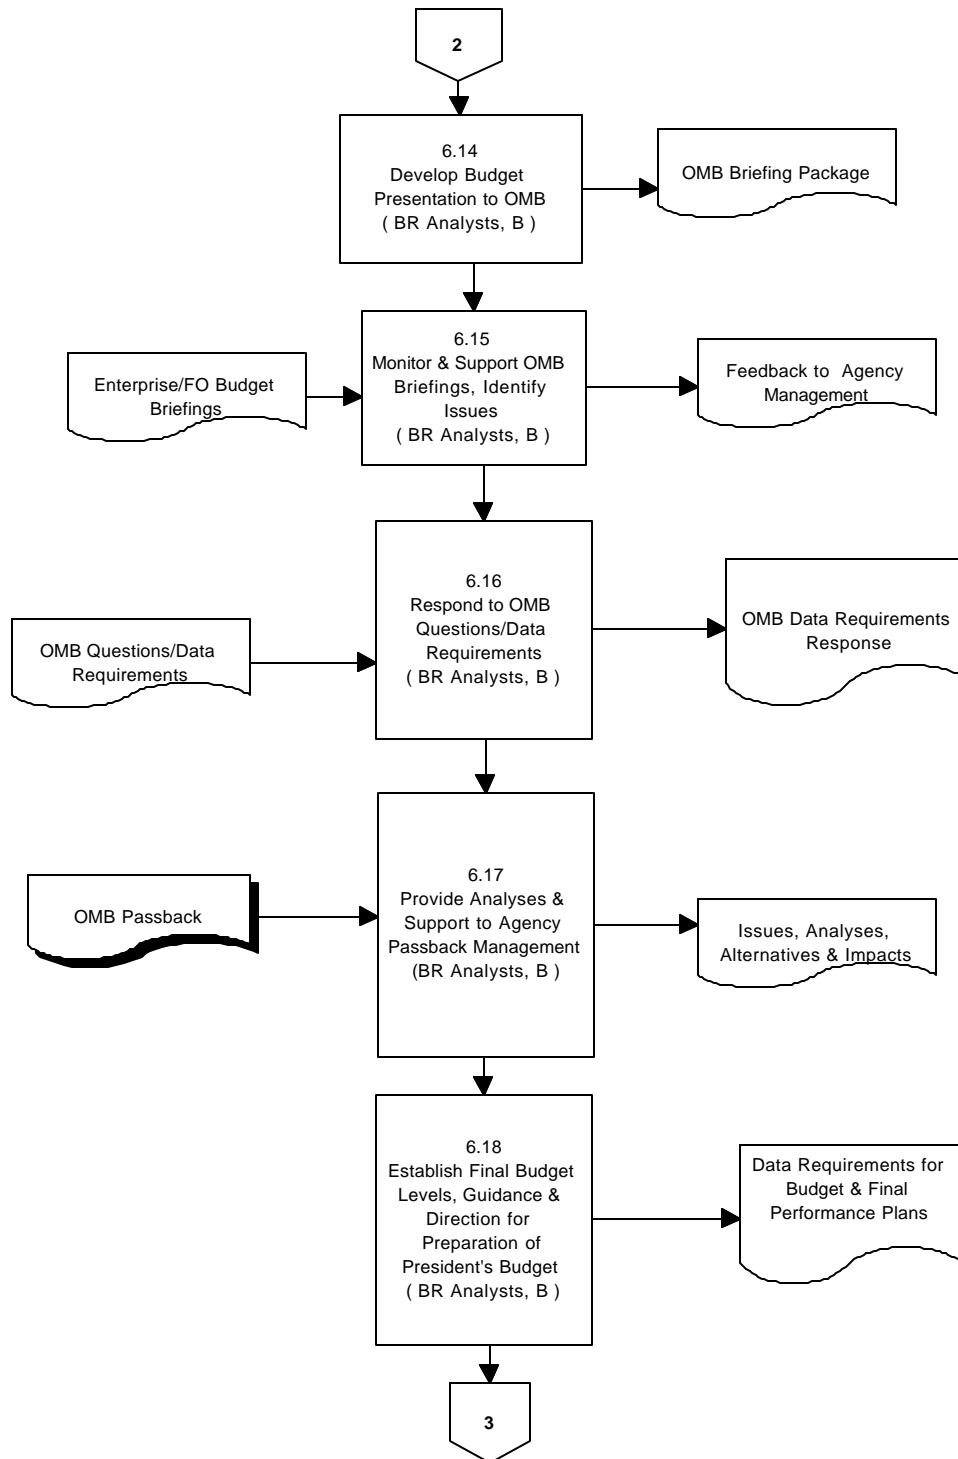 2
6.14
Develop Budget
Presentation to OMB
( BR Analysts, B )
OMB Briefing Package
6.15
Monitor & Support OMB
Briefings, Identify
Issues
( BR Analysts, B )
Enterprise/FO Budget
Briefings
Feedback to Agency
Management
6.16
Respond to OMB
Questions/Data
Requirements
( BR Analysts, B )
OMB Questions/Data
Requirements
OMB Data Requirements
Response
6.17
Provide Analyses &
Support to Agency
Passback Management
(BR Analysts, B )
OMB Passback
Issues, Analyses,
Alternatives & Impacts
6.18
Establish Final Budget
Levels, Guidance &
Direction for
Preparation of
President's Budget
( BR Analysts, B )
Data Requirements for
Budget & Final
Performance Plans
3